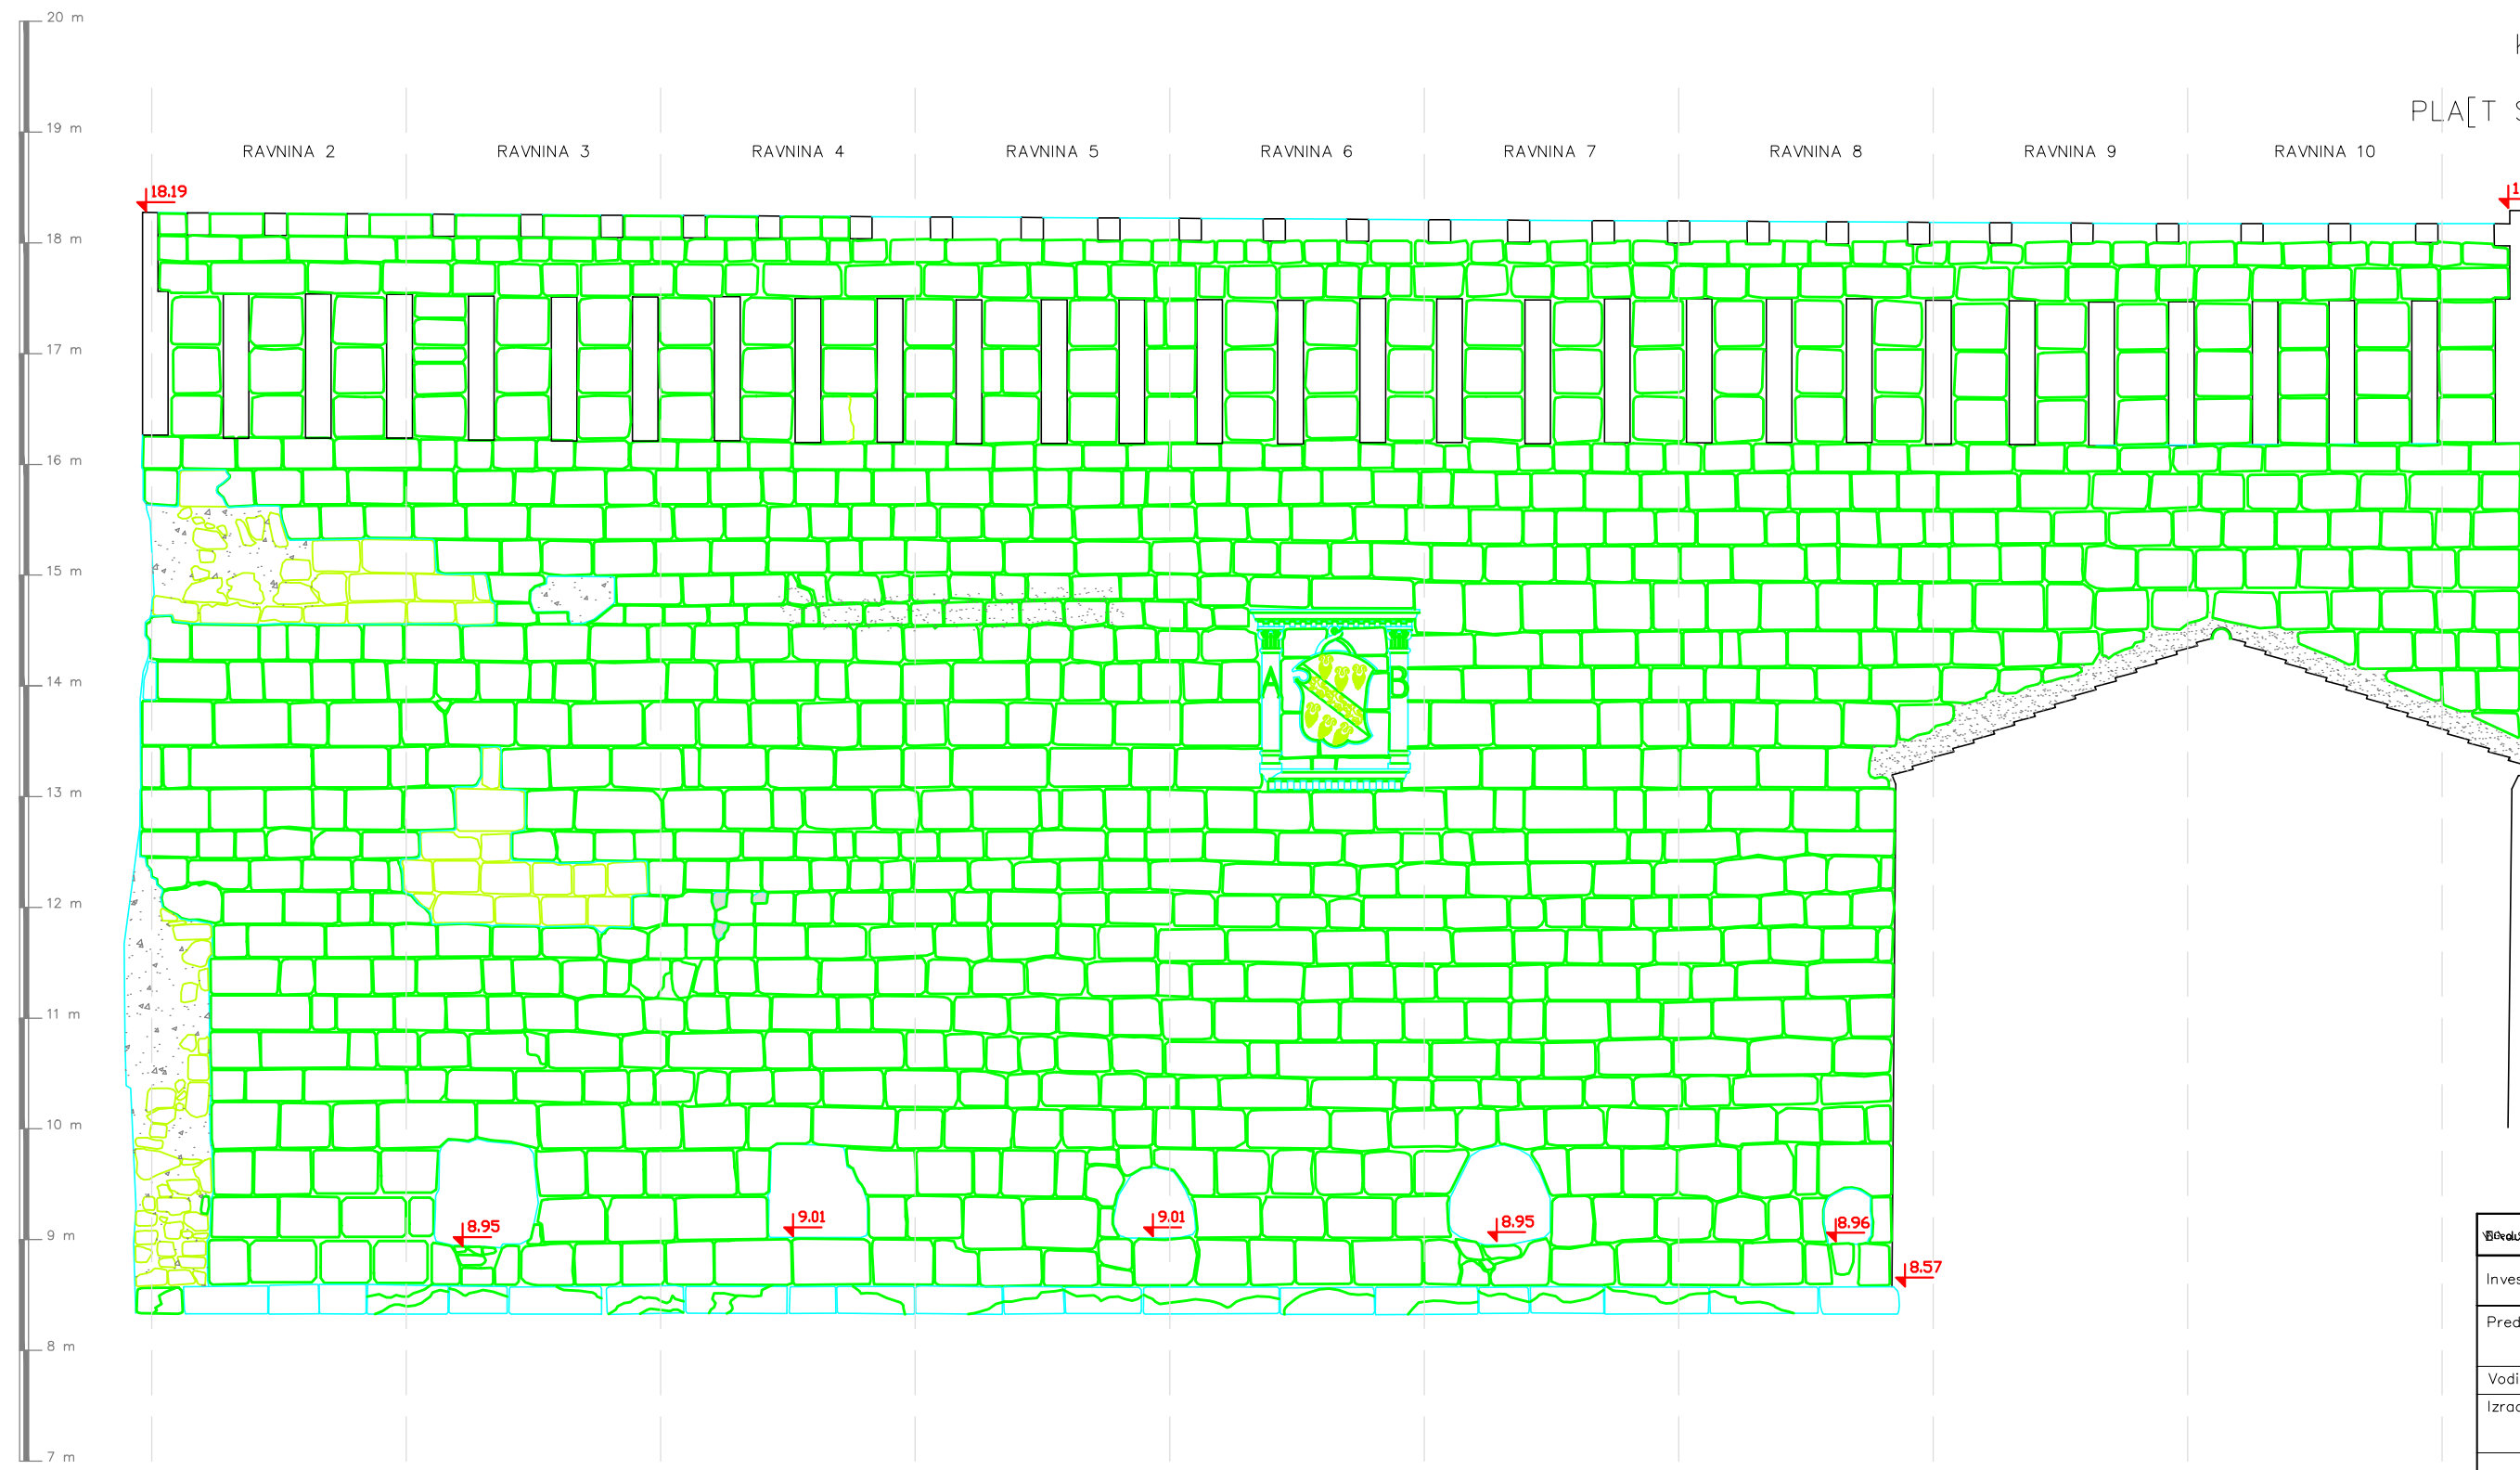 20 m
19 m
PLA[T
RAVNINA 2
RAVNINA 3
RAVNINA 4
RAVNINA 5
RAVNINA 6
RAVNINA 7
RAVNINA 8
RAVNINA 9
RAVNINA 10
18.19
18 m
17 m
16 m
15 m
14 m
A B
13 m
12 m
11 m
10 m
9 m
8.95
9.01
9.01
8.95
8.96
8.57
8 m
7 m